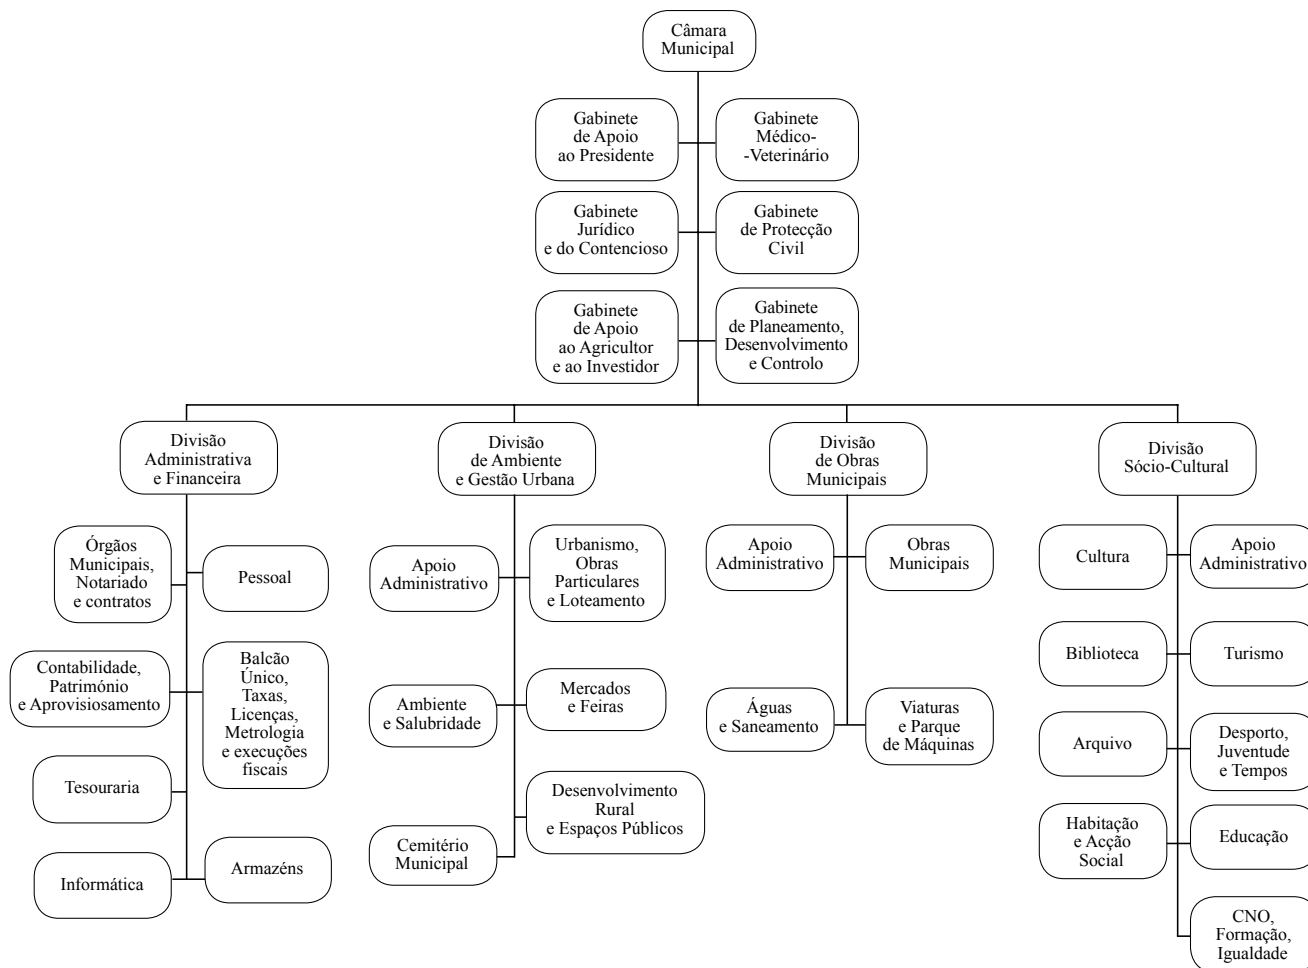 Câmara
Municipal
Gabinete
de Apoio
ao Presidente
Gabinete
Médico-
-Veterinário
Gabinete
Jurídico
e do Contencioso
Gabinete
de Protecção
Civil
Gabinete
de Apoio
ao Agricultor
e ao Investidor
Gabinete
de Planeamento,
Desenvolvimento
e Controlo
Divisão
Administrativa
e Financeira
Divisão
de Ambiente
e Gestão Urbana
Divisão
de Obras
Municipais
Divisão
Sócio-Cultural
Órgãos
Municipais,
Notariado
e contratos
Pessoal
Contabilidade,
Património
e Aprovisiosamento
Balcão
Único,
Taxas,
Licenças,
Metrologia
e execuções
fiscais
Tesouraria
Informática
Armazéns
Apoio
Administrativo
Urbanismo,
Obras
Particulares
e Loteamento
Ambiente
e Salubridade
Mercados
e Feiras
Desenvolvimento
Rural
e Espaços Públicos
Cemitério
Municipal
Apoio
Administrativo
Obras
Municipais
Águas
e Saneamento
Viaturas
e Parque
de Máquinas
Cultura
Apoio
Administrativo
Biblioteca
Turismo
Arquivo
Desporto,
Juventude
e Tempos
Habitação
e Acção
Social
Educação
CNO,
Formação,
Igualdade